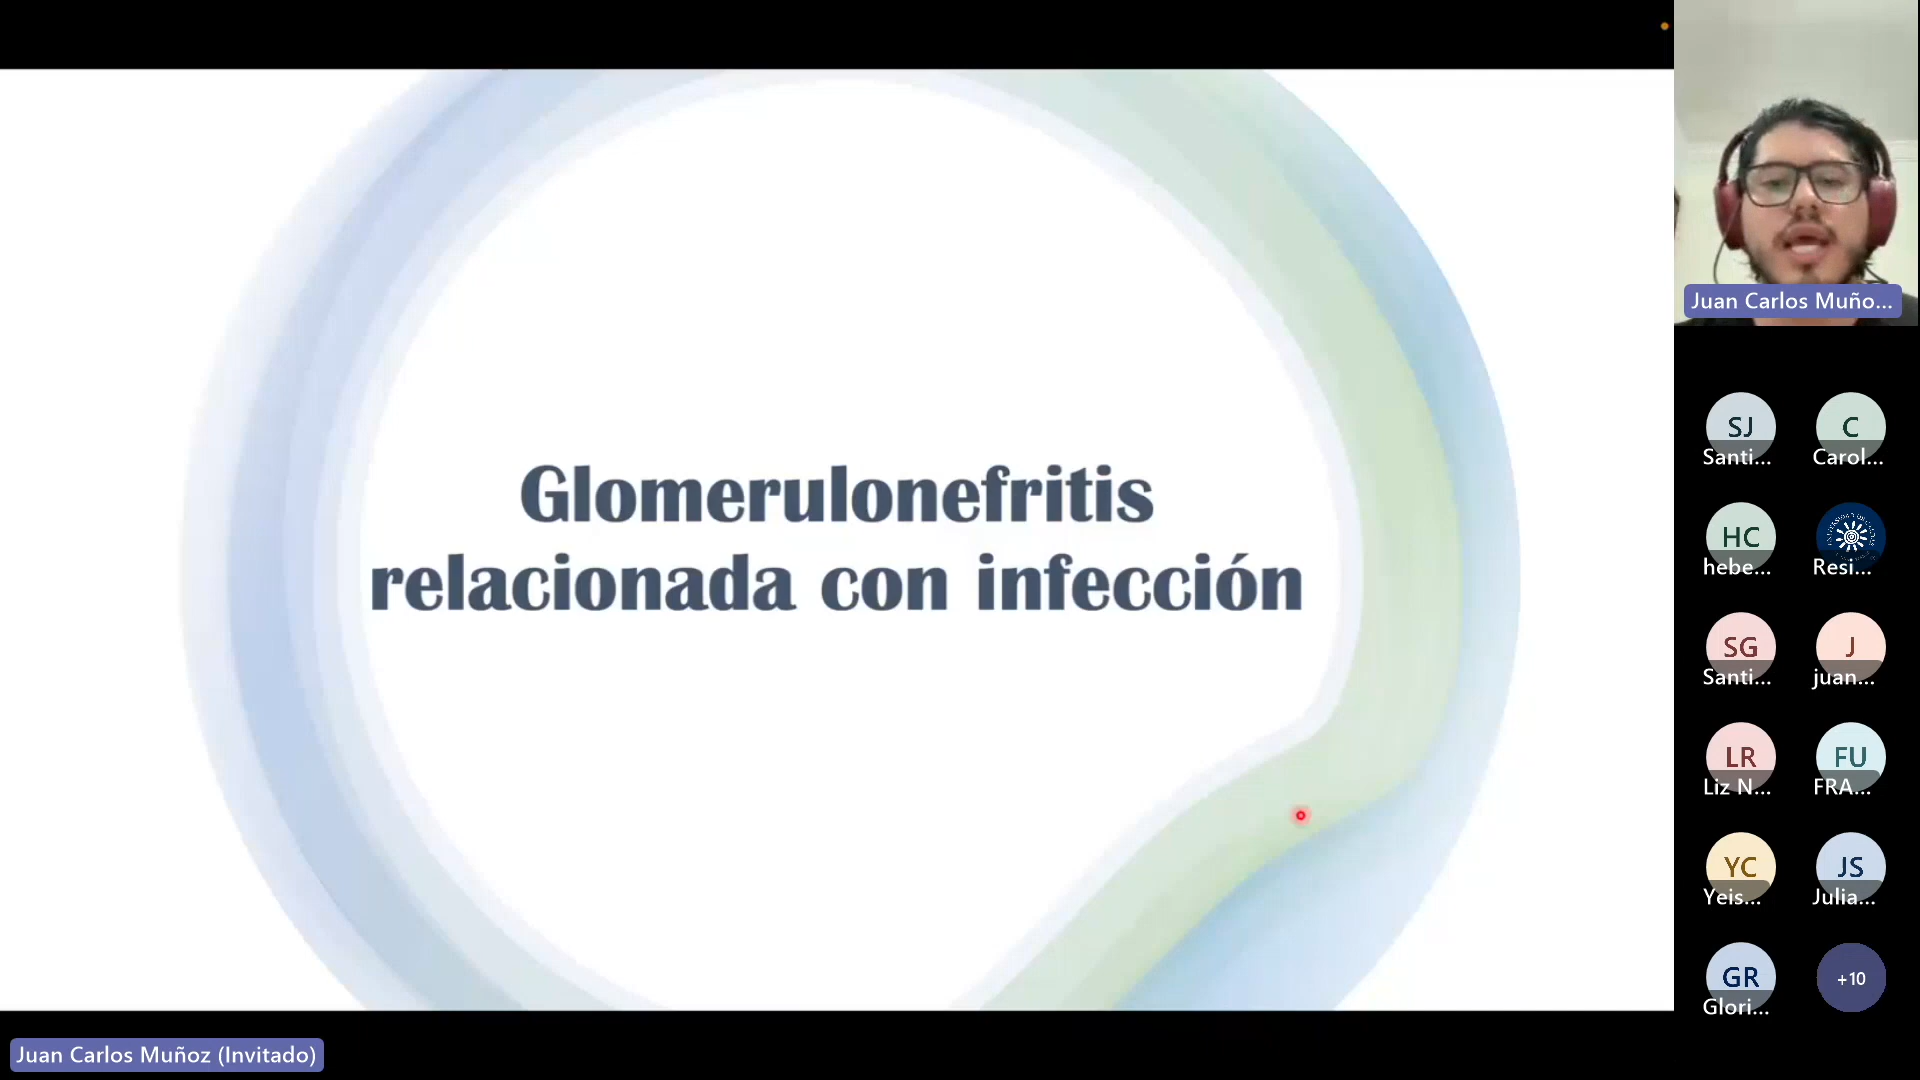 Glomerulonefritis
relacionada con infección
Juan Carlos Muño...
SJ
Santi...
C
Carol...
HC
hebe...
Resi...
SG
Santi...
J
juan...
LR
Liz N...
FU
FRA...
YC
Yeis...
JS
Julia...
GR
Glori...
+10
Juan Carlos Muñoz (Invitado)